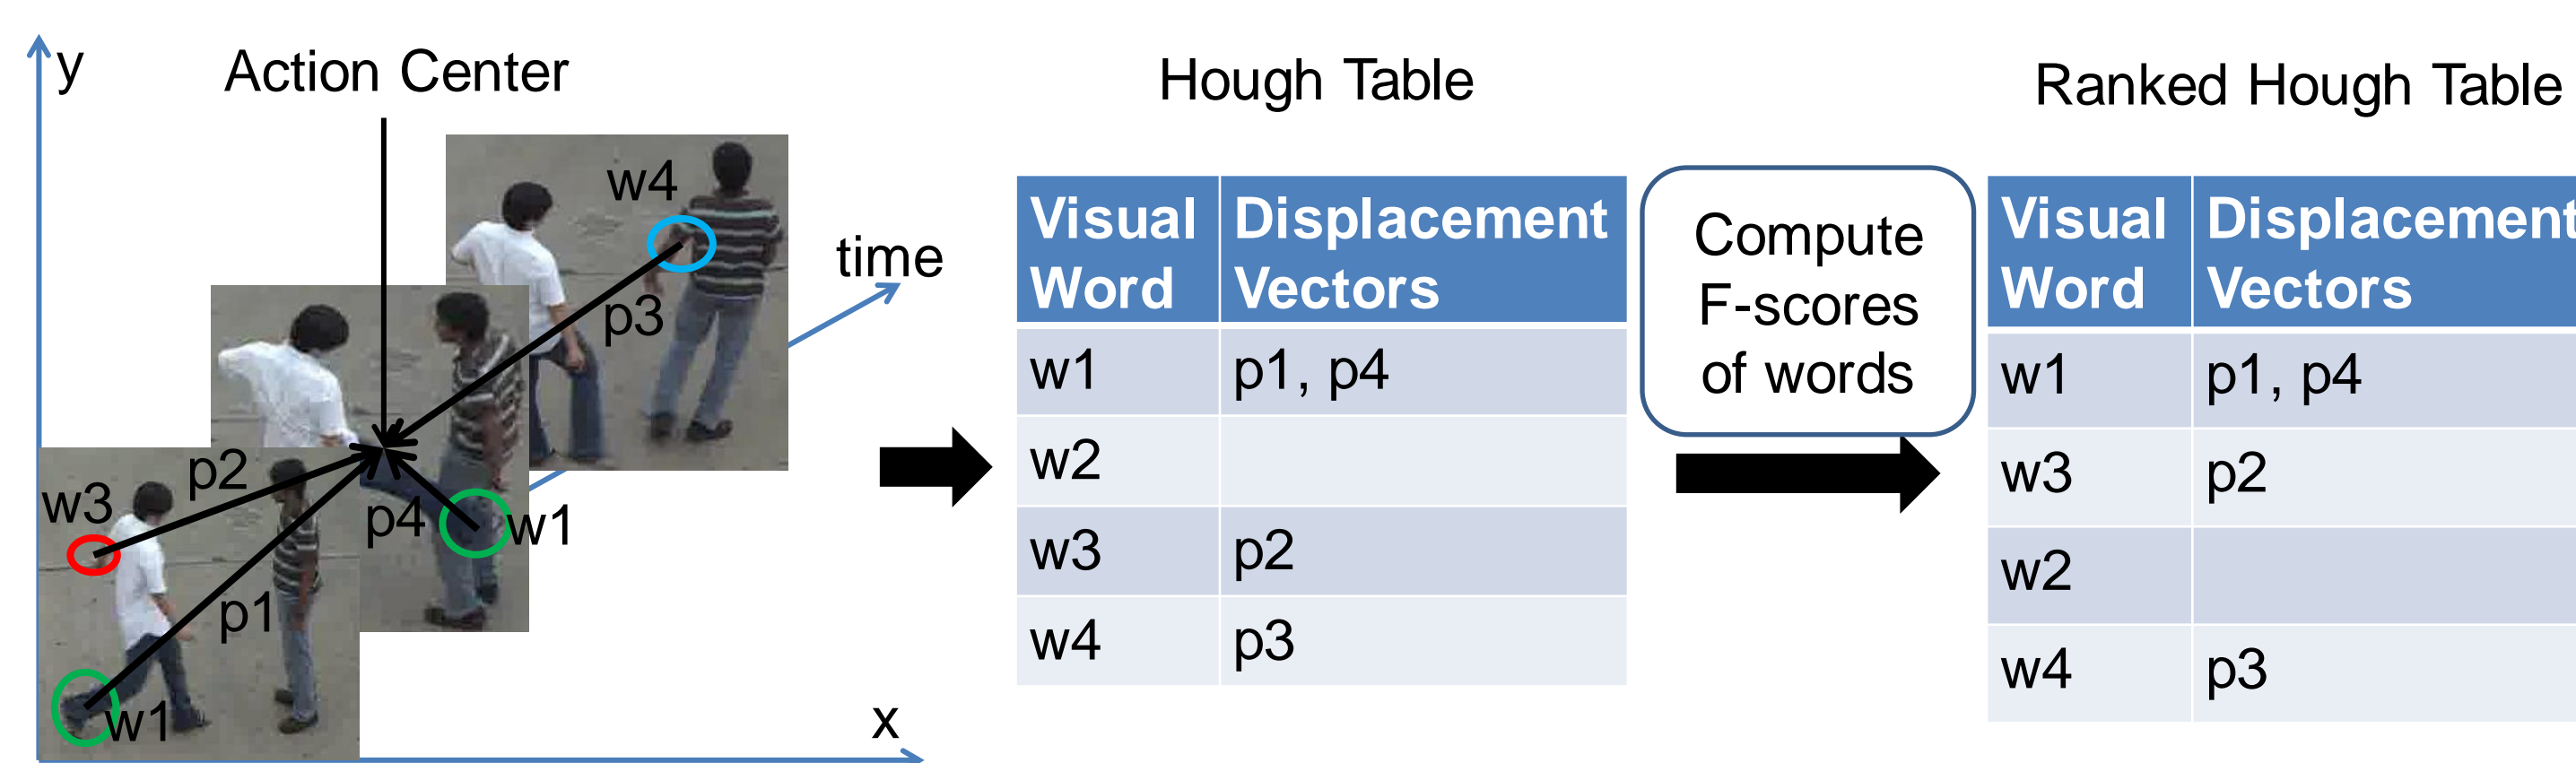 y
Action Center
w4
time
p3
p2
w3
p4
w1
p1
w1
x
Hough Table
Visual Word
Displacement Vectors
w1
p1, p4
w2
w3
p2
w4
p3
Compute
F-scores
of words
Ranked Hough Table
Visual Word
Displacement Vectors
w1
p1, p4
w3
p2
w2
w4
p3